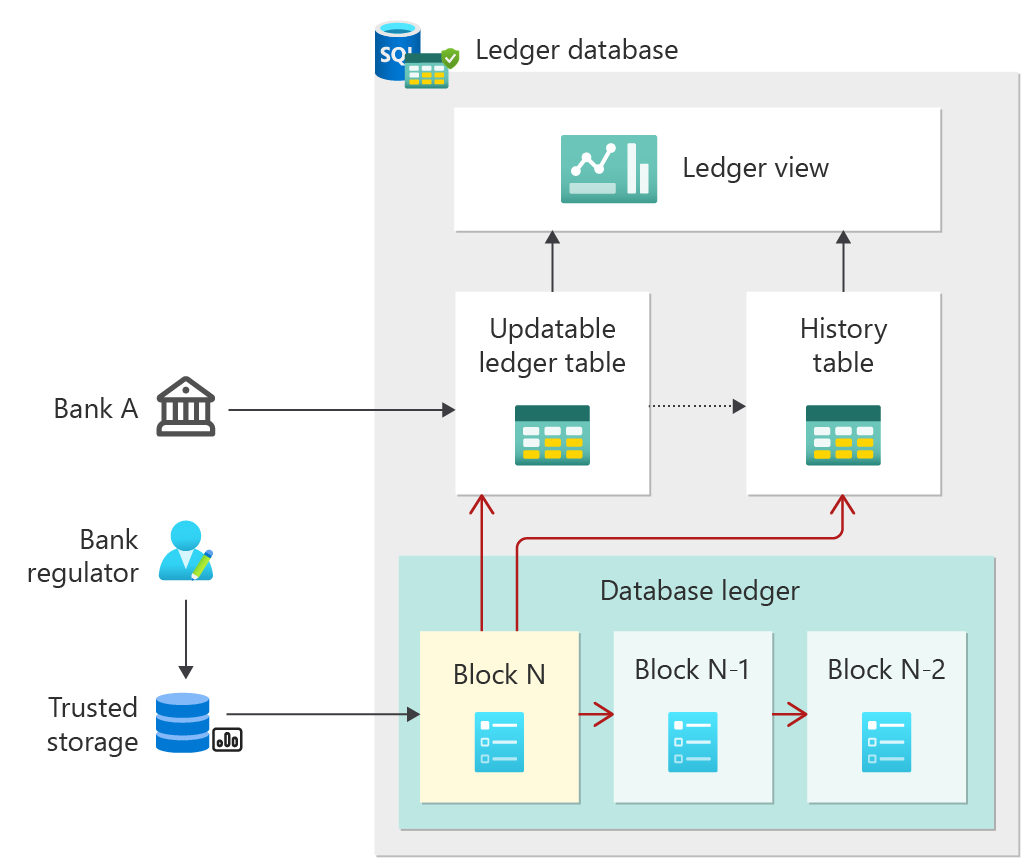 SQL
Ledger database
Ledger view
Updatable
ledger table
History
table
Bank A
Bank
regulator
Database ledger
Block N
Block N-1
Block N-2
Trusted
storage